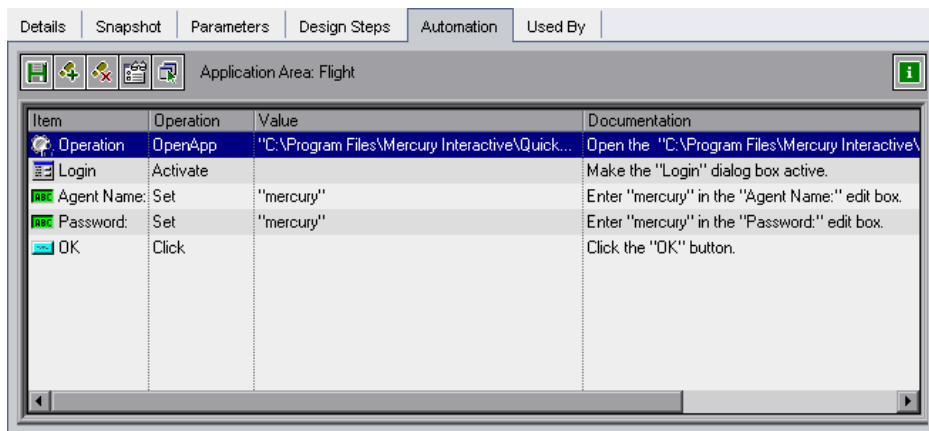 Details Snapshot Parameters Design Steps Automation Used By
Application Area: Flight
Item Operation Value Documentation
Operation OpenApp "C:\Program Files\Mercury Interactive\Quick... Open the "C:\Program Files\Mercury Interactive\
Login Activate Make the "Login" dialog box active.
ABC Agent Name: Set "mercury" Enter "mercury" in the "Agent Name:" edit box.
ABC Password: Set "mercury" Enter "mercury" in the "Password:" edit box.
OK Click Click the "OK" button.